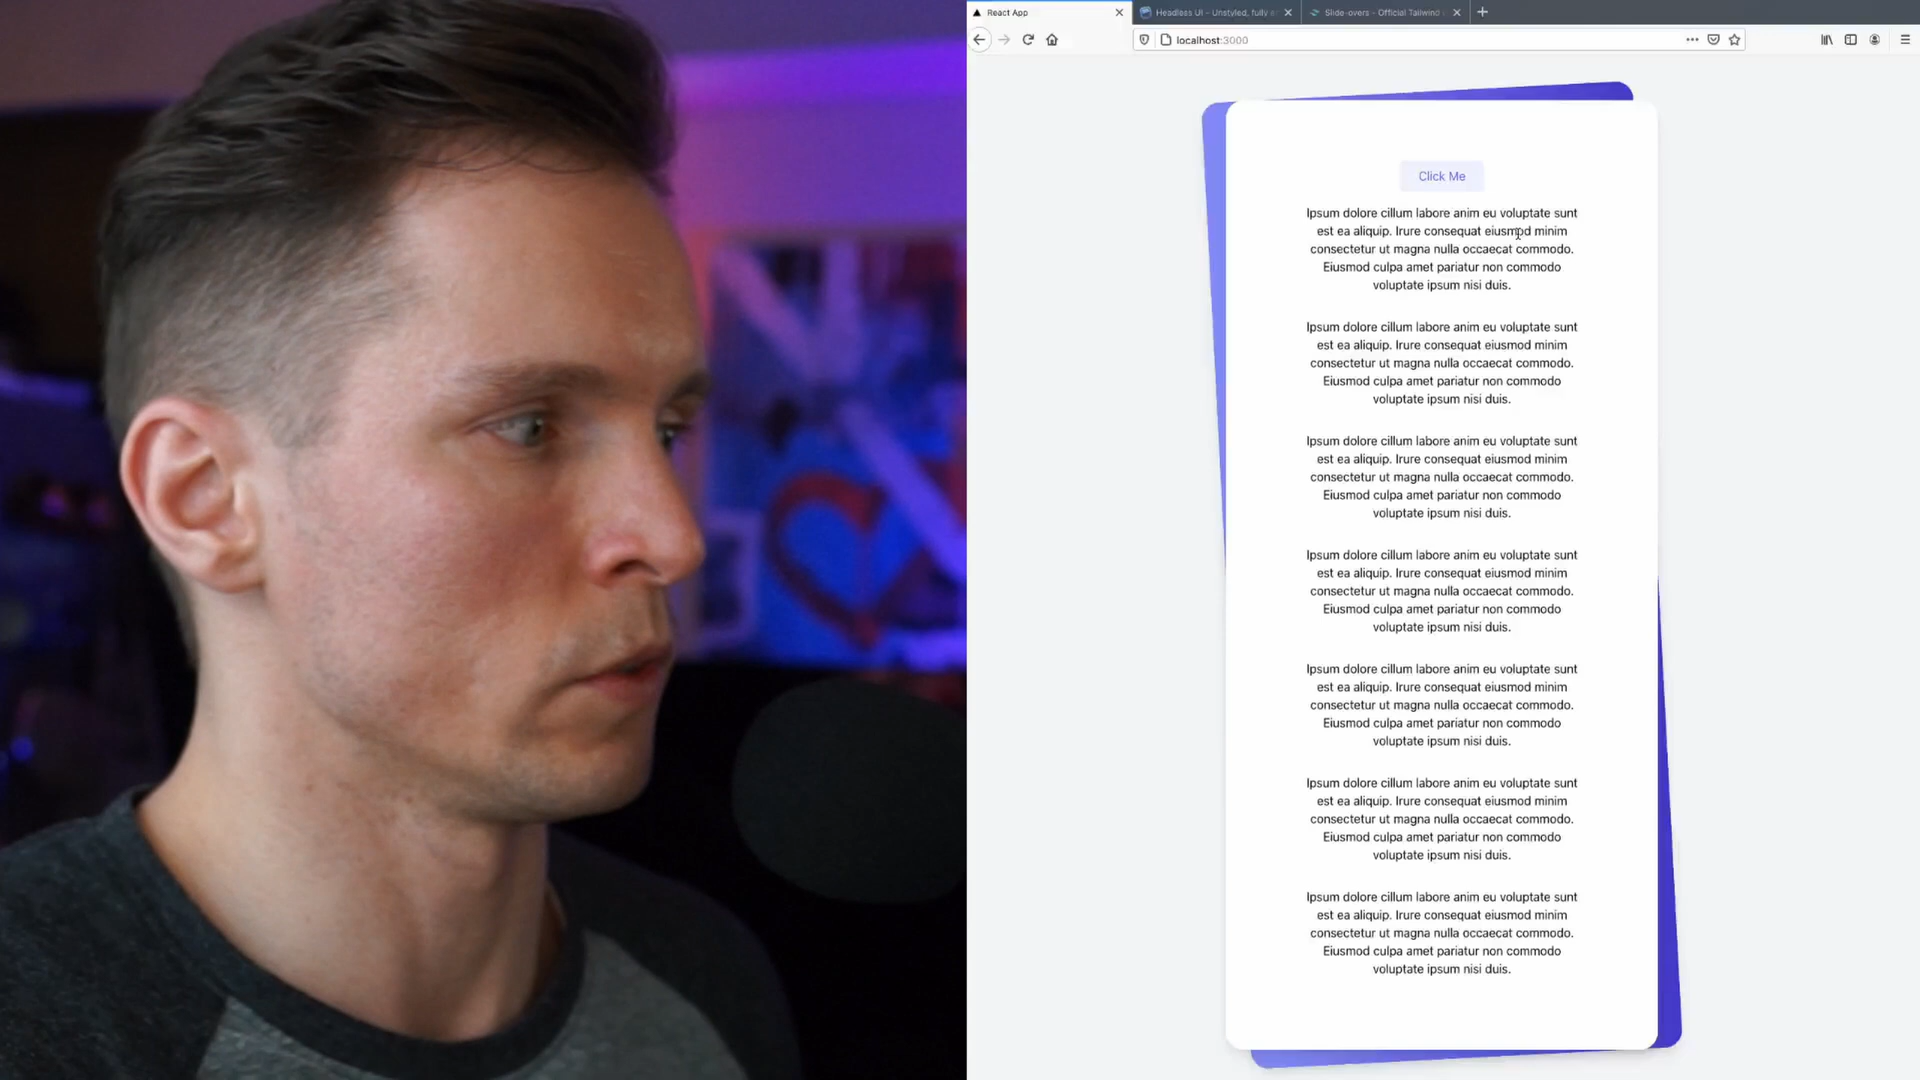 React App
Headless UI – Unstyled, fully
Slide-overs - Official Tailwind
localhost:3000
Click Me
Ipsum dolore cillum labore anim eu voluptate sunt
est ea aliquip. Irure consequat eiusmod minim
consectetur ut magna nulla occaecat commodo.
Eiusmod culpa amet pariatur non commodo
voluptate ipsum nisi duis.
Ipsum dolore cillum labore anim eu voluptate sunt
est ea aliquip. Irure consequat eiusmod minim
consectetur ut magna nulla occaecat commodo.
Eiusmod culpa amet pariatur non commodo
voluptate ipsum nisi duis.
Ipsum dolore cillum labore anim eu voluptate sunt
est ea aliquip. Irure consequat eiusmod minim
consectetur ut magna nulla occaecat commodo.
Eiusmod culpa amet pariatur non commodo
voluptate ipsum nisi duis.
Ipsum dolore cillum labore anim eu voluptate sunt
est ea aliquip. Irure consequat eiusmod minim
consectetur ut magna nulla occaecat commodo.
Eiusmod culpa amet pariatur non commodo
voluptate ipsum nisi duis.
Ipsum dolore cillum labore anim eu voluptate sunt
est ea aliquip. Irure consequat eiusmod minim
consectetur ut magna nulla occaecat commodo.
Eiusmod culpa amet pariatur non commodo
voluptate ipsum nisi duis.
Ipsum dolore cillum labore anim eu voluptate sunt
est ea aliquip. Irure consequat eiusmod minim
consectetur ut magna nulla occaecat commodo.
Eiusmod culpa amet pariatur non commodo
voluptate ipsum nisi duis.
Ipsum dolore cillum labore anim eu voluptate sunt
est ea aliquip. Irure consequat eiusmod minim
consectetur ut magna nulla occaecat commodo.
Eiusmod culpa amet pariatur non commodo
voluptate ipsum nisi duis.